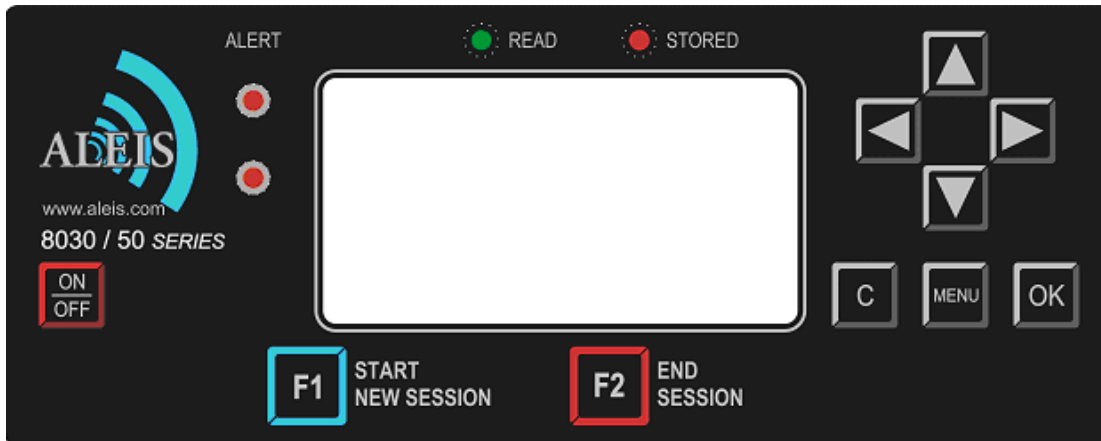 ALERT
READ
STORED
ALEIS
www.aleis.com
8030 / 50 SERIES
ON
OFF
C
MENU
OK
F1
START
NEW SESSION
F2
END
SESSION